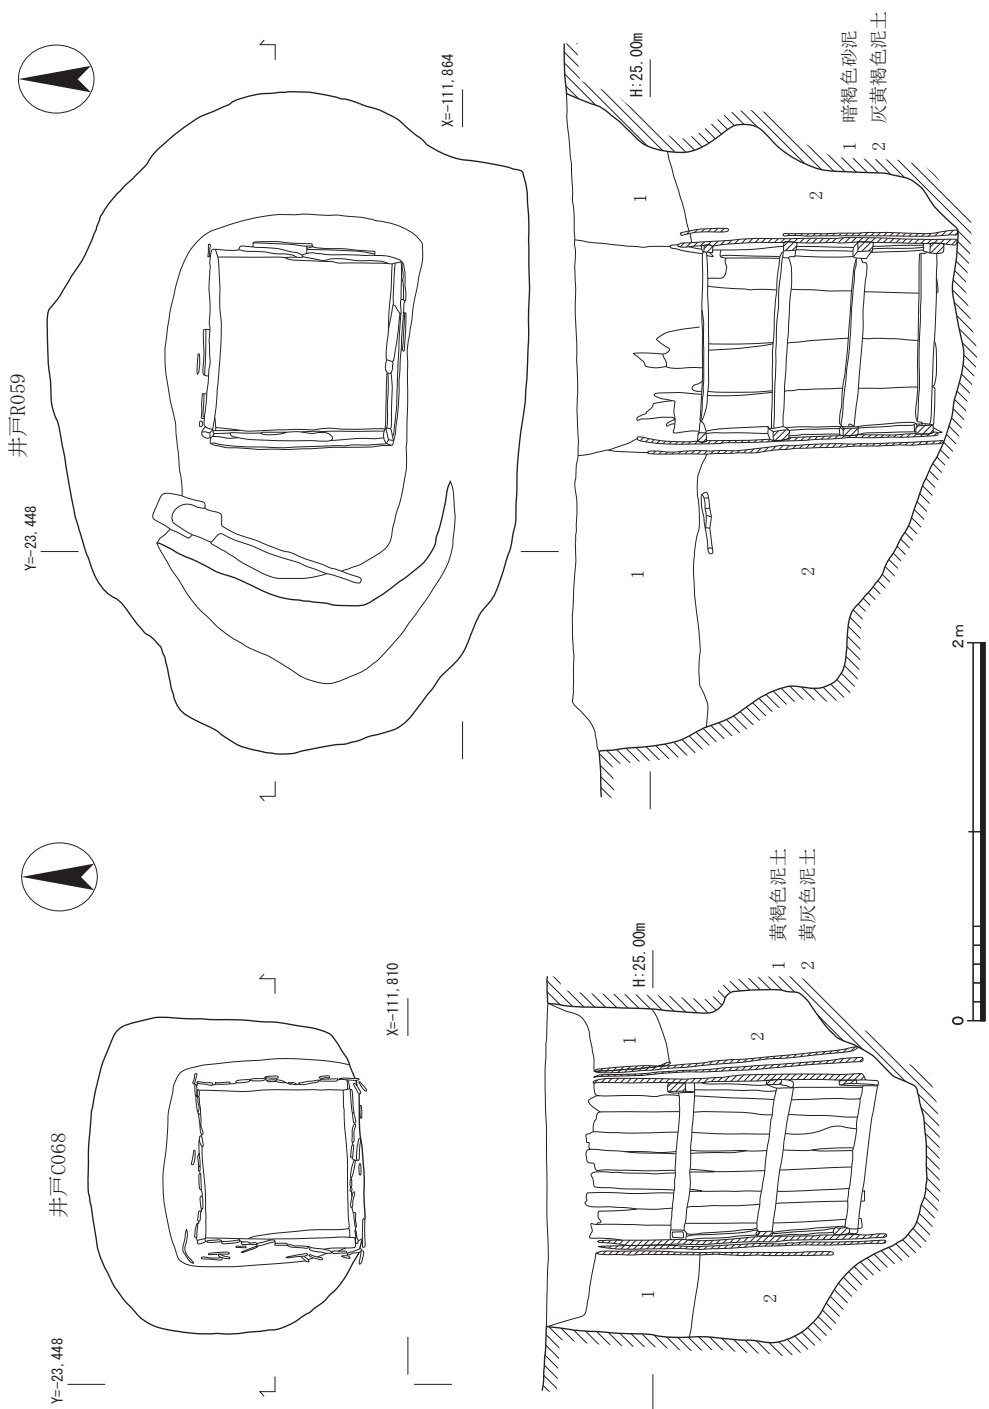 井戸R059
Y=-23,448
X=-111,864
H:25.00m
1
2
1
2
1 暗褐色砂泥
2 灰黄褐色泥土
井戸C068
Y=-23,448
X=-111,810
H:25.00m
1
2
1
2
1 黄褐色泥土
2 黄灰色泥土
0
2m